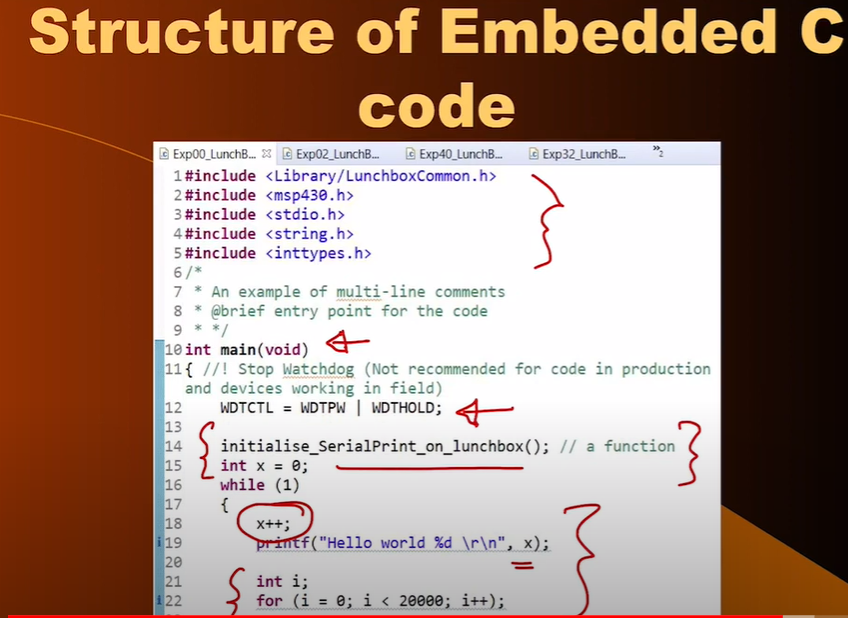 Structure of Embedded C
code
Exp00_LunchB... Exp02_LunchB... Exp40_LunchB... Exp32_LunchB... »2
1 #include <Library/LunchboxCommon.h>
2 #include <msp430.h>
3 #include <stdio.h>
4 #include <string.h>
5 #include <inttypes.h>
6 /*
7  * An example of multi-line comments
8  * @brief entry point for the code
9  * */
10 int main(void)
11 { //! Stop Watchdog (Not recommended for code in production
and devices working in field)
12 WDTCTL = WDTPW | WDTHOLD;
13
14 initialise_SerialPrint_on_lunchbox(); // a function
15 int x = 0;
16 while (1)
17 {
18 x++;
19 printf("Hello world %d \r\n", x);
20
21 int i;
22 for (i = 0; i < 20000; i++);